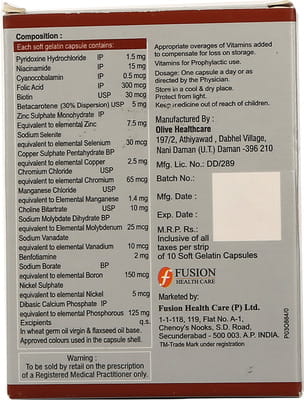 Composition :
Each soft gelatin capsule contains:
Pyridoxine Hydrochloride IP 1.5 mg
Niacinamide IP 15 mg
Cyanocobalamin IP 0.5 mcg
Folic Acid IP 300 mcg
Biotin USP 30 mcg
Betacarotene (30% Dispersion) USP 5 mg
Zinc Sulphate Monohydrate IP
Equivalent to elemental Zinc 7.5 mg
Sodium Selenite
equivalent to elemental Selenium 30 mcg
Copper Sulphate Pentahydrate BP
equivalent to elemental Copper 2.5 mg
Chromium Chloride USP
equivalent to elemental Chromium 65 mcg
Manganese Chloride USP
equivalent to Elemental Manganese 1.4 mg
Choline Bitartrate USP 10 mg
Sodium Molybdate Dihydrate BP
equivalent to Elemental Molybdenum 25 mcg
Sodium Vanadate
equivalent to elemental Vanadium 10 mcg
Benfotiamine 2 mg
Sodium Borate BP
equivalent to elemental Boron 150 mcg
Nickel Sulphate
equivalent to elemental Nickel 5 mcg
Dibasic Calcium Phosphate IP
equivalent to elemental Phosphorous 125 mg
Excipients q.s.
In wheat germ oil virgin & flaxseed oil base.
Approved colours used in the capsule shell.
Warning :
To be sold by retail on the prescription
of a Registered Medical Practitioner only.
Appropriate overages of Vitamins added
to compensate for loss on storage.
Vitamins for Prophylactic use.
Dosage: One capsule a day or as
directed by the Physician.
Store in a cool & dry place.
Protect from light.
Keep medicine out of reach of children.
Manufactured By :
Olive Healthcare
197/2, Athiyawad , Dabhel Village,
Nani Daman (U.T.) Daman -396 210
Mfg. Lic. No.: DD/289
Batch No.:
Mfg. Date :
Exp. Date :
M.R.P. Rs.:
Inclusive of all
taxes per strip
of 10 Soft Gelatin Capsules
FUSION
HEALTH CARE
Marketed by:
Fusion Health Care (P) Ltd.
1-1-118, 119, Flat No. A-1,
Chenoy's Nooks, S.D. Road,
Secunderabad - 500 003. A.P. INDIA.
TM-Trade Mark under registration